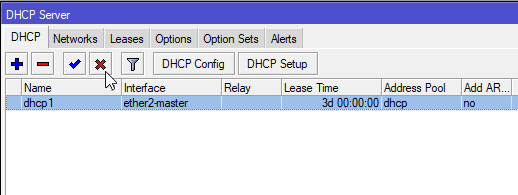 DHCP Server
DHCP Networks Leases Options Option Sets Alerts
DHCP Config DHCP Setup
Name Interface Relay Lease Time Address Pool Add AR...
dhcp1 ether2-master 3d 00:00:00 dhcp no